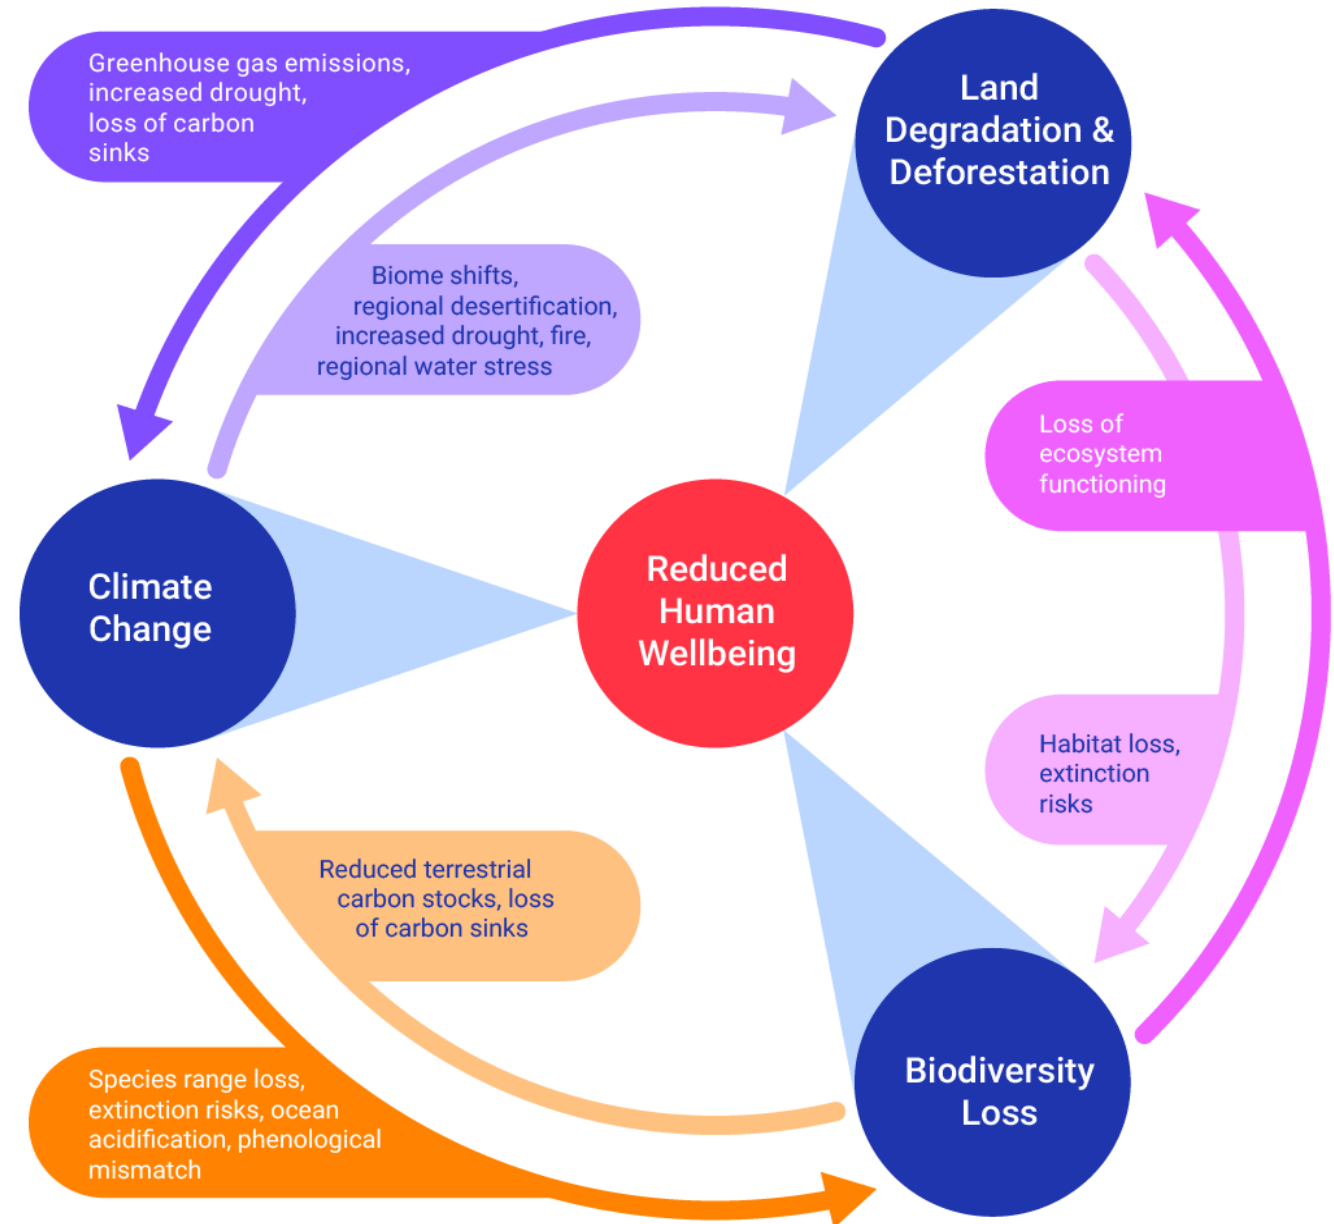 Greenhouse gas emissions,
increased drought,
loss of carbon
sinks
Land
Degradation &
Deforestation
Biome shifts,
regional desertification,
increased drought, fire,
regional water stress
Loss of
ecosystem
functioning
Climate
Change
Reduced
Human
Wellbeing
Habitat loss,
extinction
risks
Reduced terrestrial
carbon stocks, loss
of carbon sinks
Species range loss,
extinction risks, ocean
acidification, phenological
mismatch
Biodiversity
Loss